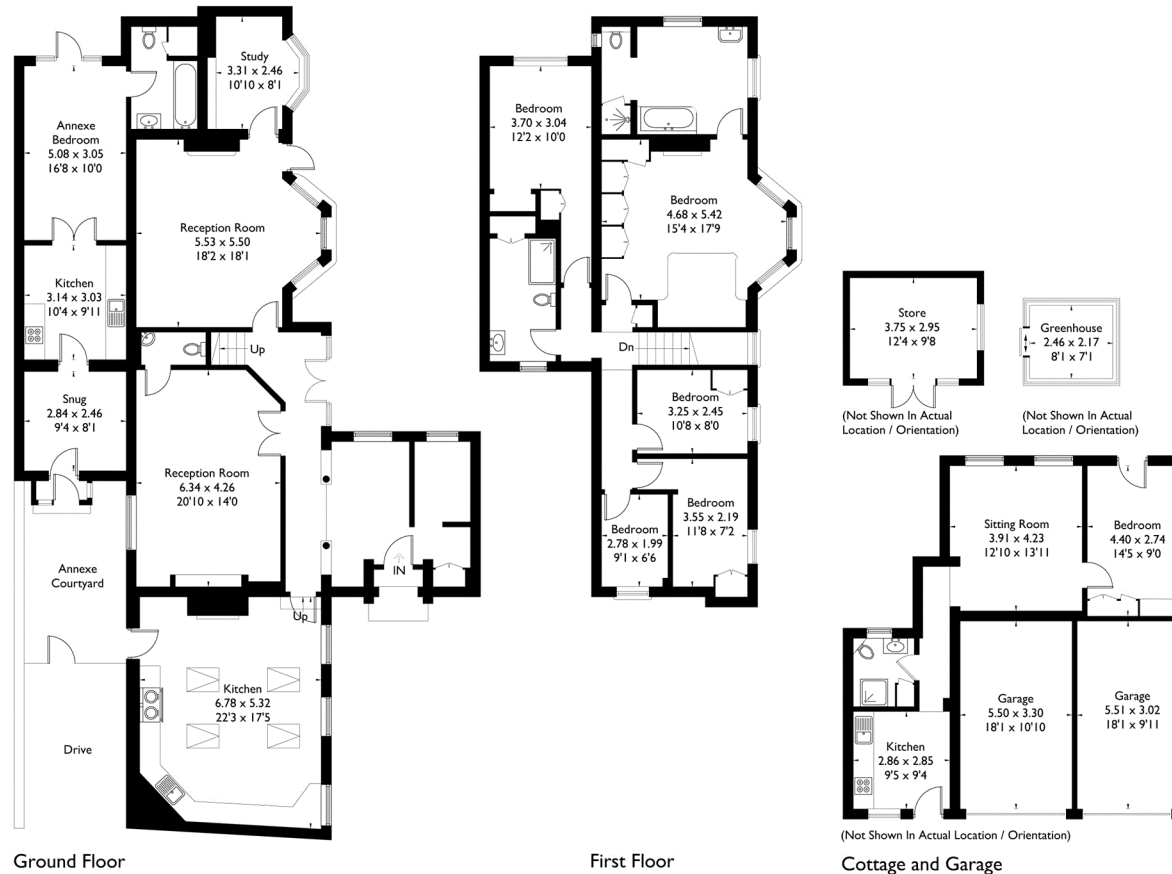 Study
3.31 x 2.46
10'10 x 8'1
Annexe
Bedroom
5.08 x 3.05
16'8 x 10'0
Reception Room
5.53 x 5.50
18'2 x 18'1
Kitchen
3.14 x 3.03
10'4 x 9'11
Up
Snug
2.84 x 2.46
9'4 x 8'1
Reception Room
6.34 x 4.26
20'10 x 14'0
IN
Annexe
Courtyard
Up
Kitchen
6.78 x 5.32
22'3 x 17'5
Drive
Ground Floor
Bedroom
3.70 x 3.04
12'2 x 10'0
Bedroom
4.68 x 5.42
15'4 x 17'9
Dn
Bedroom
3.25 x 2.45
10'8 x 8'0
Bedroom
3.55 x 2.19
11'8 x 7'2
Bedroom
2.78 x 1.99
9'1 x 6'6
First Floor
Store
3.75 x 2.95
12'4 x 9'8
(Not Shown In Actual
Location / Orientation)
Greenhouse
2.46 x 2.17
8'1 x 7'1
(Not Shown In Actual
Location / Orientation)
Sitting Room
3.91 x 4.23
12'10 x 13'11
Bedroom
4.40 x 2.74
14'5 x 9'0
Garage
5.50 x 3.30
18'1 x 10'10
Garage
5.51 x 3.02
18'1 x 9'11
Kitchen
2.86 x 2.85
9'5 x 9'4
(Not Shown In Actual Location / Orientation)
Cottage and Garage